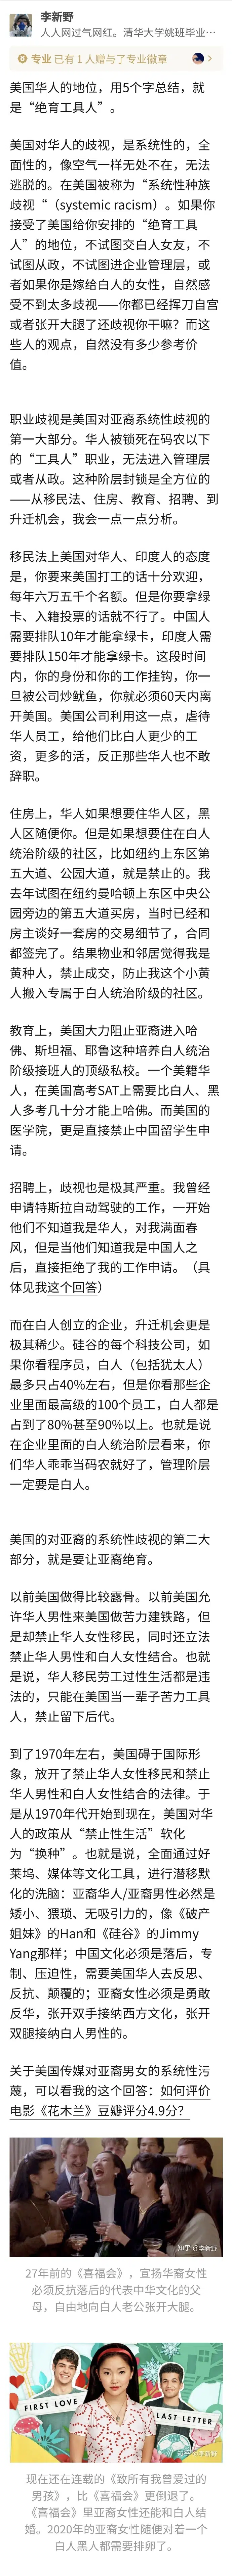 李新野
人人网过气网红。清华大学姚班毕业…
专业 已有 1 人赠与了专业徽章
美国华人的地位，用5个字总结，就
是“绝育工具人”。
美国对华人的歧视，是系统性的，全
面性的，像空气一样无处不在，无法
逃脱的。在美国被称为“系统性种族
歧视“（systemic racism）。如果你
接受了美国给你安排的“绝育工具
人”的地位，不试图交白人女友，不
试图从政，不试图进企业管理层，或
者如果你是嫁给白人的女性，自然感
受不到太多歧视——你都已经挥刀自宫
或者张开大腿了还歧视你干嘛？而这
些人的观点，自然没有多少参考价
值。
职业歧视是美国对亚裔系统性歧视的
第一大部分。华人被锁死在码农以下
的“工具人”职业，无法进入管理层
或者从政。这种阶层封锁是全方位的
——从移民法、住房、教育、招聘、到
升迁机会，我会一点一点分析。
移民法上美国对华人、印度人的态度
是，你要来美国打工的话十分欢迎，
每年六万五千个名额。但是你要拿绿
卡、入籍投票的话就不行了。中国人
需要排队10年才能拿绿卡，印度人需
要排队150年才能拿绿卡。这段时间
内，你的身份和你的工作挂钩，你一
旦被公司炒鱿鱼，你就必须60天内离
开美国。美国公司利用这一点，虐待
华人员工，给他们比白人更少的工
资，更多的活，反正那些华人也不敢
辞职。
住房上，华人如果想要住华人区，黑
人区随便你。但是如果想要住在白人
统治阶级的社区，比如纽约上东区第
五大道、公园大道，就是禁止的。我
去年试图在纽约曼哈顿上东区中央公
园旁边的第五大道买房，当时已经和
房主谈好一套房的交易细节了，合同
都签完了。结果物业和邻居觉得我是
黄种人，禁止成交，防止我这个小黄
人搬入专属于白人统治阶级的社区。
教育上，美国大力阻止亚裔进入哈
佛、斯坦福、耶鲁这种培养白人统治
阶级接班人的顶级私校。一个美籍华
人，在美国高考SAT上需要比白人、黑
人多考几十分才能上哈佛。而美国的
医学院，更是直接禁止中国留学生申
请。
招聘上，歧视也是极其严重。我曾经
申请特斯拉自动驾驶的工作，一开始
他们不知道我是华人，对我满面春
风，但是当他们知道我是中国人之
后，直接拒绝了我的工作申请。（具
体见我这个回答）
而在白人创立的企业，升迁机会更是
极其稀少。硅谷的每个科技公司，如
果你看程序员，白人（包括犹太人）
最多只占40%左右，但是你看那些企
业里面最高级的100个员工，白人都是
占到了80%甚至90%以上。也就是说
在企业里面的白人统治阶层看来，你
们华人乖乖当码农就好了，管理阶层
一定要是白人。
美国的对亚裔的系统性歧视的第二大
部分，就是要让亚裔绝育。
以前美国做得比较露骨。以前美国允
许华人男性来美国做苦力建铁路，但
是却禁止华人女性移民，同时还立法
禁止华人男性和白人女性结合。也就
是说，华人移民劳工过性生活都是违
法的，只能在美国当一辈子苦力工具
人，禁止留下后代。
到了1970年左右，美国碍于国际形
象，放开了禁止华人女性移民和禁止
华人男性和白人女性结合的法律。于
是从1970年代开始到现在，美国对华
人的政策从“禁止性生活”软化
为“换种”。也就是说，全面通过好
莱坞、媒体等文化工具，进行潜移默
化的洗脑：亚裔华人/亚裔男性必然是
矮小、猥琐、无吸引力的，像《破产
姐妹》的Han和《硅谷》的Jimmy
Yang那样；中国文化必须是落后，专
制、压迫性，需要美国华人去反思、
反抗、颠覆的；亚裔女性必须是勇敢
反华，张开双手接纳西方文化，张开
双腿接纳白人男性的。
关于美国传媒对亚裔男女的系统性污
蔑，可以看我的这个回答：如何评价
电影《花木兰》豆瓣评分4.9分？
知乎 @李新野
27年前的《喜福会》，宣扬华裔女性
必须反抗落后的代表中华文化的父
母，自由地向白人老公张开大腿。
FIRST LOVE
LAST LETTER
现在还在连载的《致所有我曾爱过的
男孩》，比《喜福会》更倒退了。
《喜福会》里亚裔女性还能和白人结
婚。2020年的亚裔女性随便对着一个
白人黑人都需要排卵了。